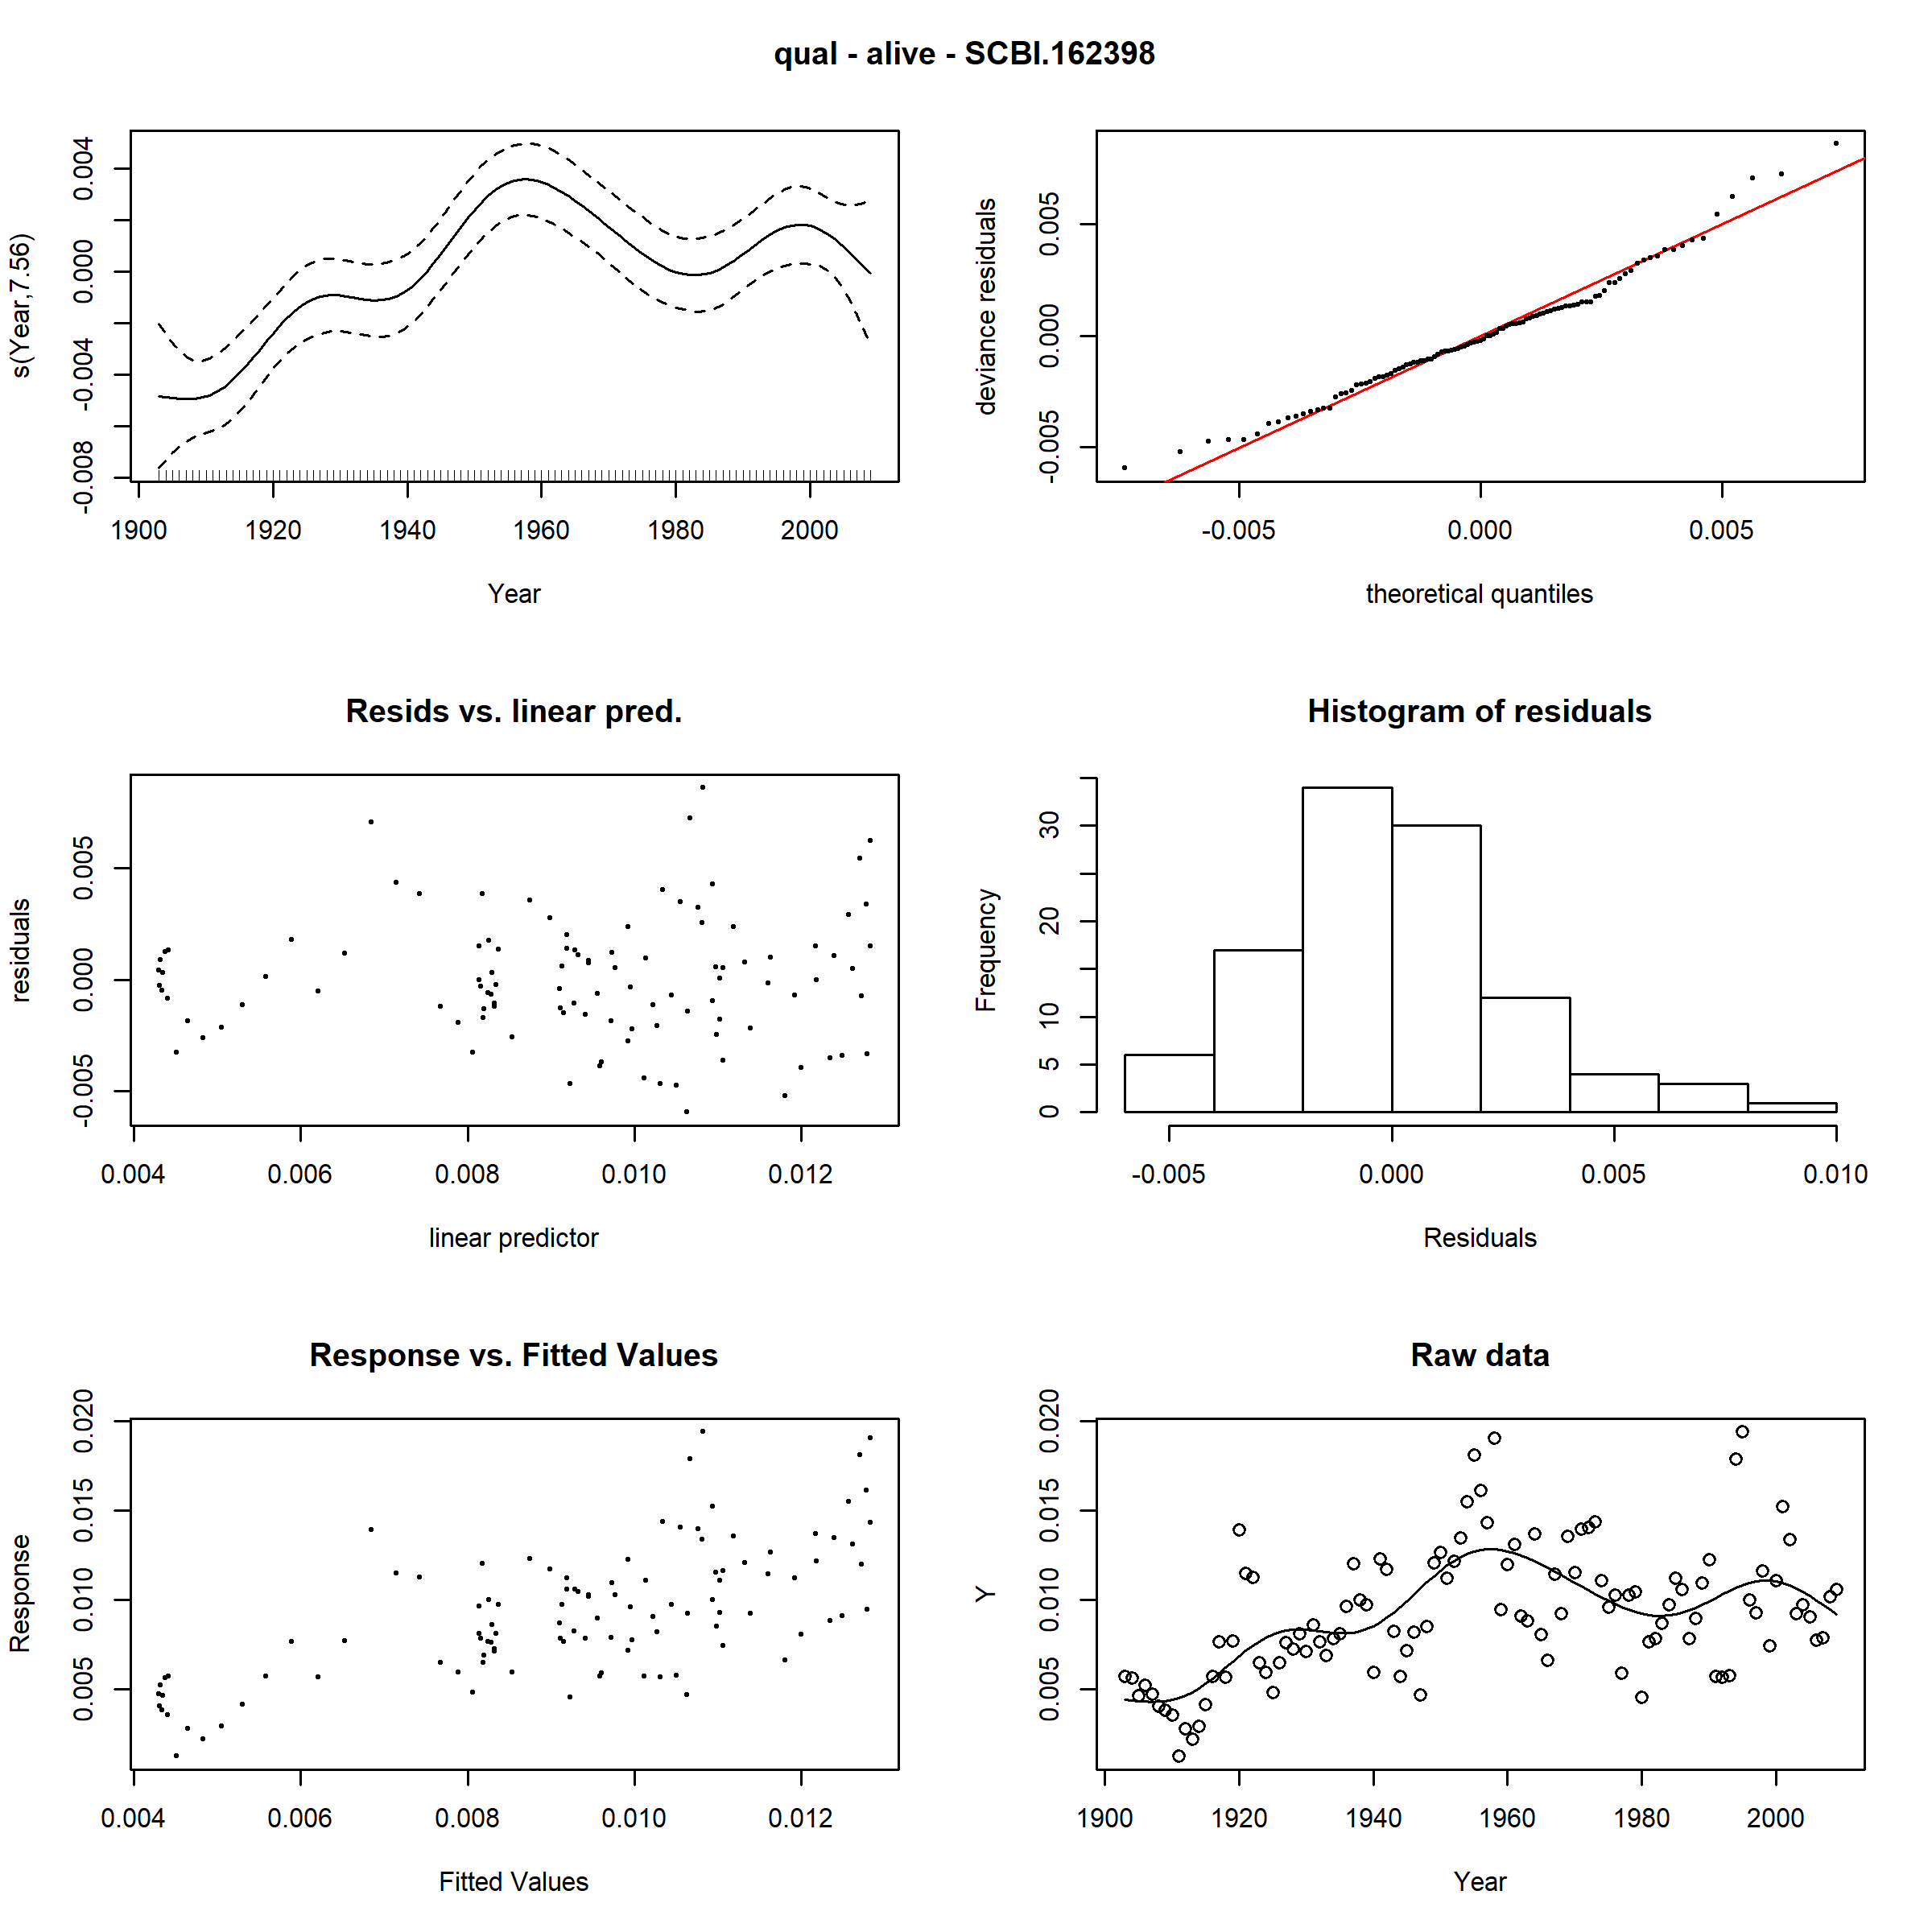 qual - alive - SCBI.162398
s(Year,7.56)
-0.008 -0.004 0.000 0.004
1900 1920 1940 1960 1980 2000
Year
deviance residuals
-0.005 0.000 0.005
-0.005 0.000 0.005
theoretical quantiles
Resids vs. linear pred.
residuals
-0.005 0.000 0.005
0.004 0.006 0.008 0.010 0.012
linear predictor
Histogram of residuals
Frequency
0 5 10 20 30
-0.005 0.000 0.005 0.010
Residuals
Response vs. Fitted Values
Response
0.005 0.010 0.015 0.020
0.004 0.006 0.008 0.010 0.012
Fitted Values
Raw data
Y
0.005 0.010 0.015 0.020
1900 1920 1940 1960 1980 2000
Year